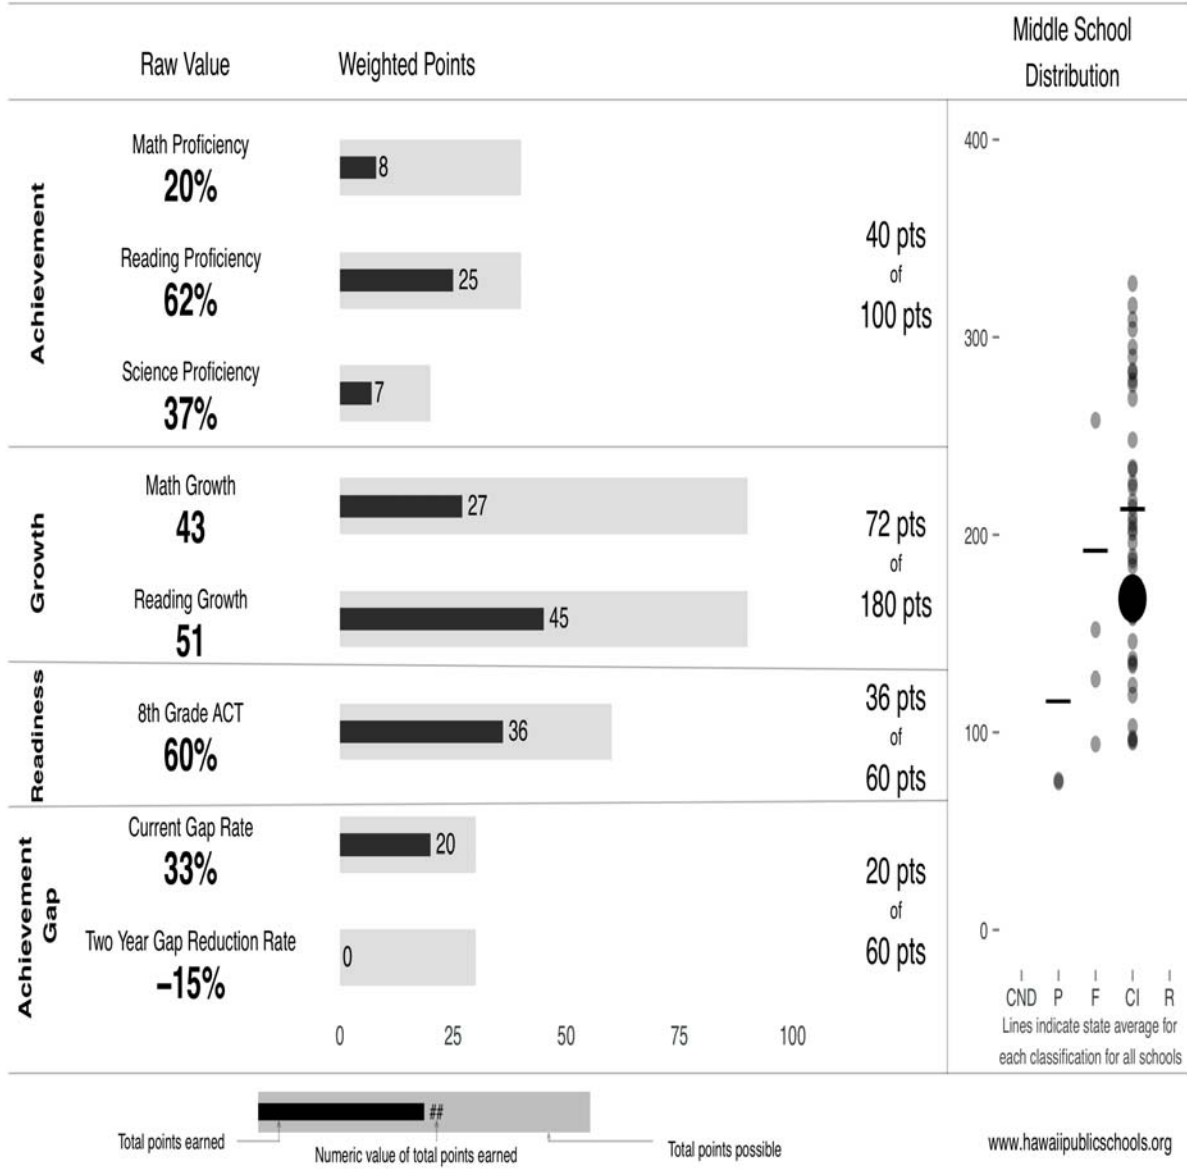 Raw Value
Weighted Points
Middle School
Distribution
Achievement
Math Proficiency
20%
8
Reading Proficiency
62%
25
Science Proficiency
37%
7
40 pts
of
100 pts
Growth
Math Growth
43
27
Reading Growth
51
45
72 pts
of
180 pts
Readiness
8th Grade ACT
60%
36
36 pts
of
60 pts
Achievement
Gap
Current Gap Rate
33%
20
Two Year Gap Reduction Rate
–15%
0
20 pts
of
60 pts
0 25 50 75 100
400
300
200
100
0
CND P F CI R
Lines indicate state average for
each classification for all schools
##
Total points earned
Numeric value of total points earned
Total points possible
www.hawaiipublicschools.org